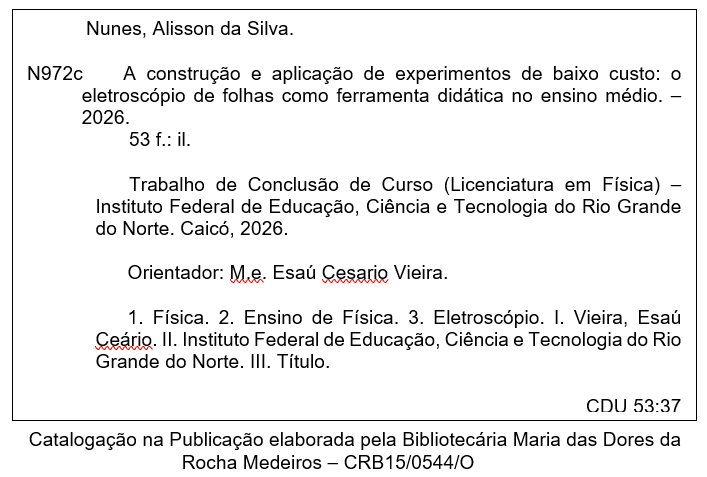 Nunes, Alisson da Silva.
N972c A construção e aplicação de experimentos de baixo custo: o
eletroscópio de folhas como ferramenta didática no ensino médio. –
2026.
53 f.: il.
Trabalho de Conclusão de Curso (Licenciatura em Física) –
Instituto Federal de Educação, Ciência e Tecnologia do Rio Grande
do Norte. Caicó, 2026.
Orientador: M.e. Esaú Cesario Vieira.
1. Física. 2. Ensino de Física. 3. Eletroscópio. I. Vieira, Esaú
Ceário. II. Instituto Federal de Educação, Ciência e Tecnologia do Rio
Grande do Norte. III. Título.
CDU 53:37
Catalogação na Publicação elaborada pela Bibliotecária Maria das Dores da
Rocha Medeiros – CRB15/0544/O